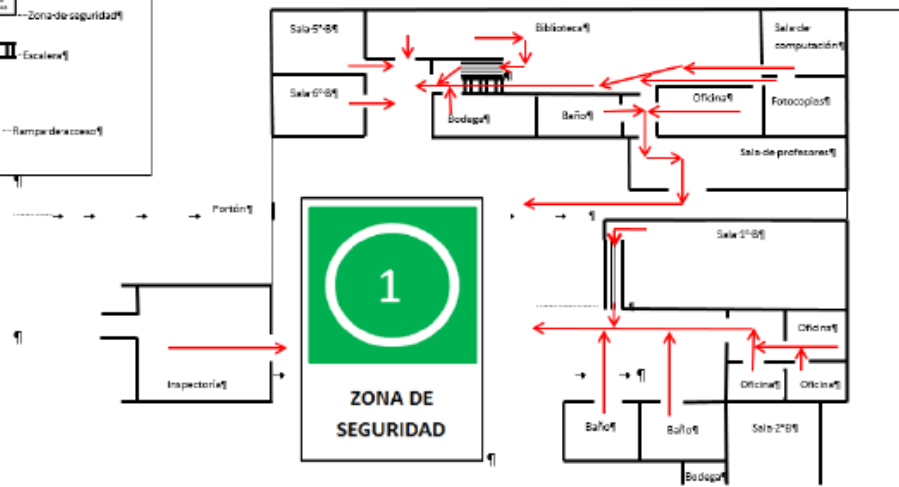 Zona-de-seguridad¶
Escalera¶
Rampa-de-acceso¶
¶
Sala-5°-B¶
Biblioteca¶
Sala-de-
computación¶
¶
Sala-6°-B¶
Oficina¶
Fotocopias¶
Bodega¶
Baño¶
Sala-de-profesores¶
Portón¶
¶
Sala-1°-B¶
1
¶
¶
Oficina¶
Inspectoría¶
¶
Oficina¶
Oficina¶
ZONA DE
SEGURIDAD
Baño¶
Baño¶
Sala-2°B¶
¶
Bodega¶